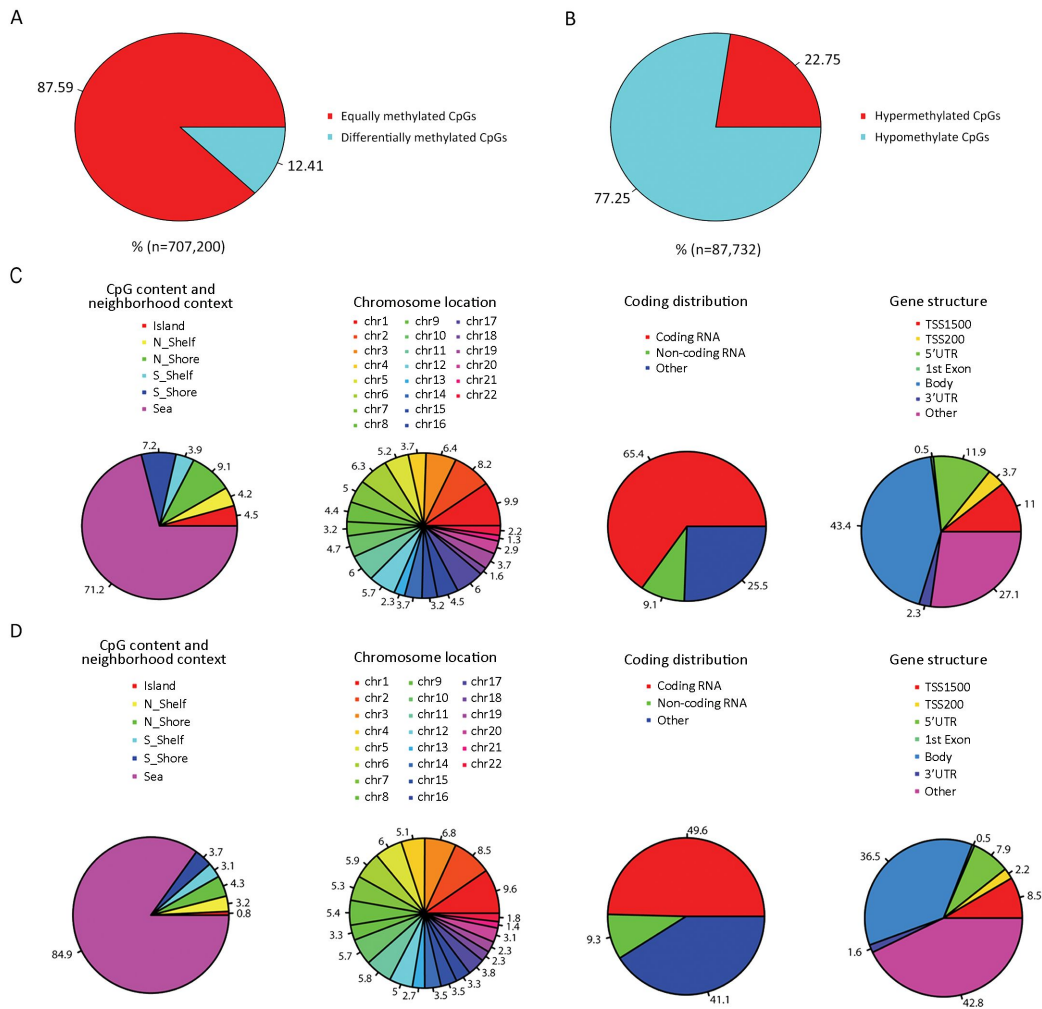 A
87.59
12.41
Equally methylated CpGs
Differentially methylated CpGs
% (n=707,200)
B
22.75
77.25
Hypermethylated CpGs
Hypomethylate CpGs
% (n=87,732)
C
CpG content and
neighborhood context
Island
N_Shelf
N_Shore
S_Shelf
S_Shore
Sea
7.2
3.9
9.1
4.2
4.5
71.2
Chromosome location
chr1 chr9 chr17
chr2 chr10 chr18
chr3 chr11 chr19
chr4 chr12 chr20
chr5 chr13 chr21
chr6 chr14 chr22
chr7 chr15
chr8 chr16
3.7
6.4
5.2
8.2
6.3
5
9.9
4.4
3.2
2.2
1.3
4.7
2.9
3.7
6
1.6
5.7
6
2.3
3.7
3.2
4.5
Coding distribution
Coding RNA
Non-coding RNA
Other
65.4
9.1
25.5
Gene structure
TSS1500
TSS200
5'UTR
1st Exon
Body
3'UTR
Other
0.5
11.9
3.7
11
43.4
2.3
27.1
D
CpG content and
neighborhood context
Island
N_Shelf
N_Shore
S_Shelf
S_Shore
Sea
3.7
3.1
4.3
3.2
0.8
84.9
Chromosome location
chr1 chr9 chr17
chr2 chr10 chr18
chr3 chr11 chr19
chr4 chr12 chr20
chr5 chr13 chr21
chr6 chr14 chr22
chr7 chr15
chr8 chr16
5.1
6.8
6
8.5
5.9
5.3
9.6
5.4
1.8
1.4
3.3
3.1
5.7
2.3
2.3
5.8
3.8
5
2.7
3.5
3.5
3.3
Coding distribution
Coding RNA
Non-coding RNA
Other
49.6
9.3
41.1
Gene structure
TSS1500
TSS200
5'UTR
1st Exon
Body
3'UTR
Other
0.5
7.9
2.2
8.5
36.5
1.6
42.8